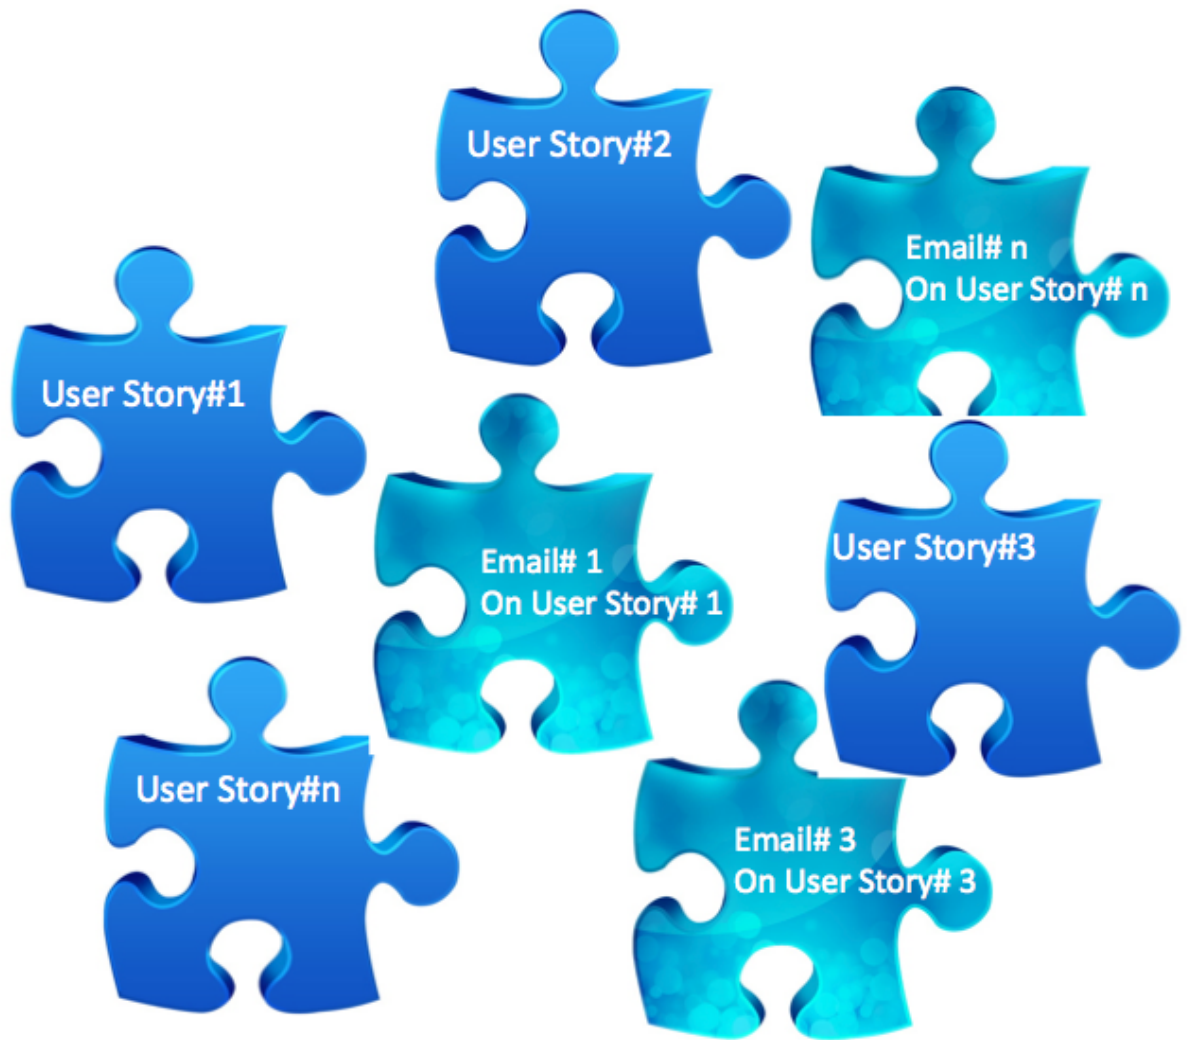 User Story#2
Email# n
On User Story# n
User Story#1
User Story#3
Email# 1
On User Story# 1
User Story#n
Email# 3
On User Story# 3